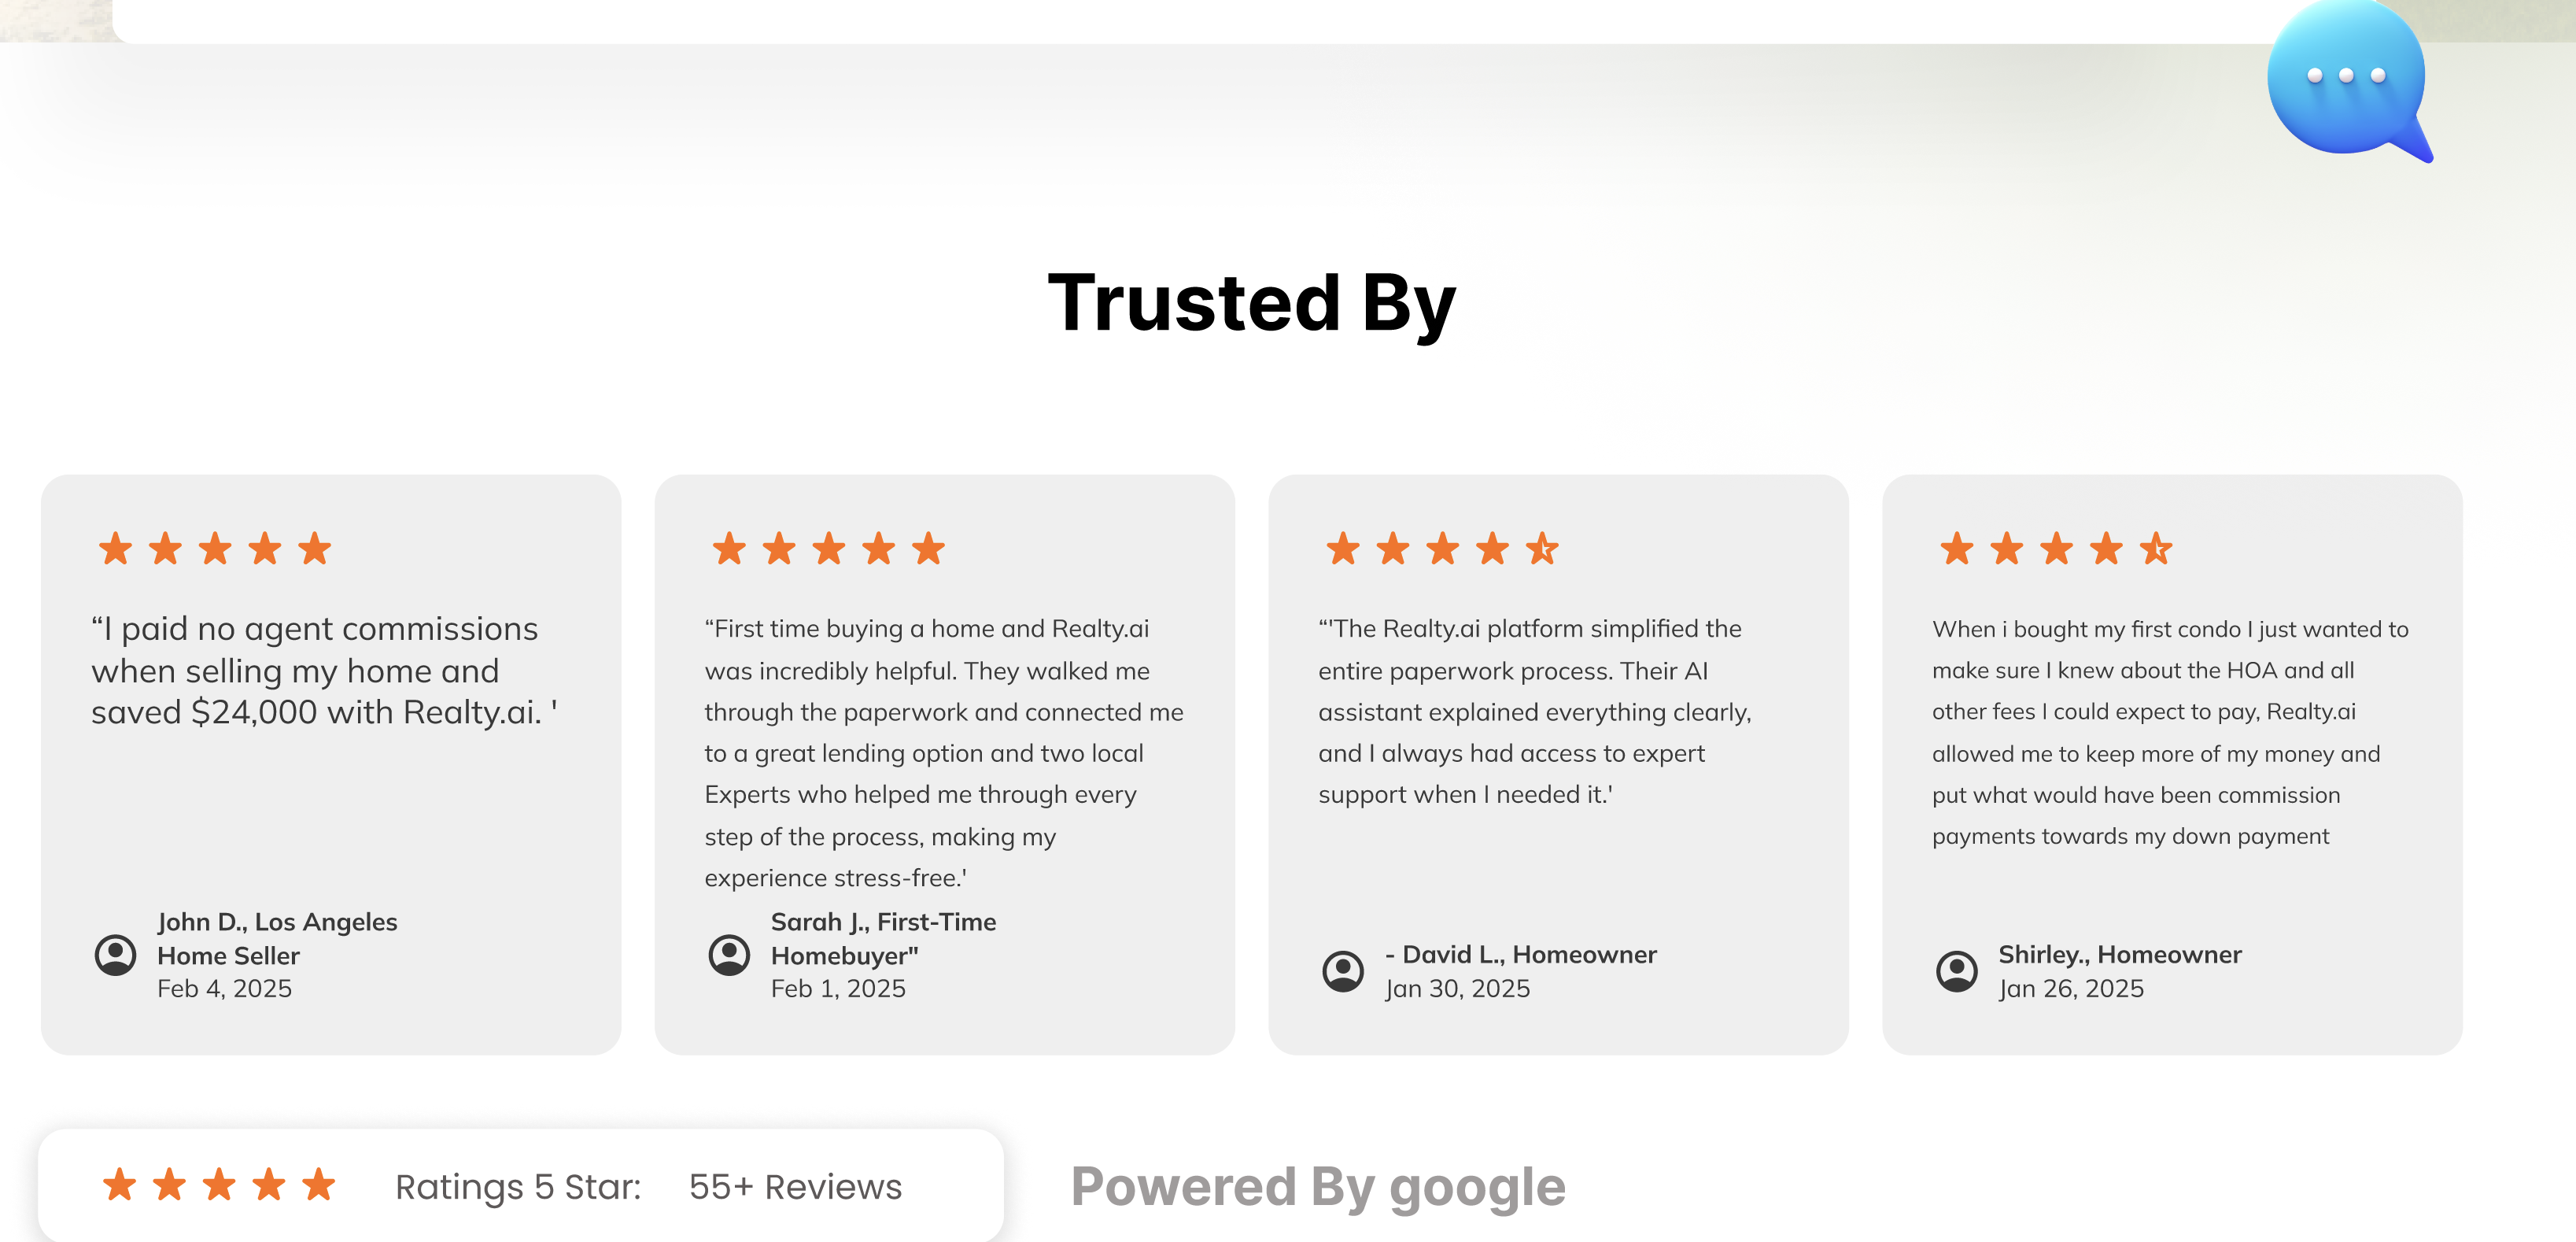 Trusted By
“I paid no agent commissions
when selling my home and
saved $24,000 with Realty.ai. '
John D., Los Angeles
Home Seller
Feb 4, 2025
“First time buying a home and Realty.ai
was incredibly helpful. They walked me
through the paperwork and connected me
to a great lending option and two local
Experts who helped me through every
step of the process, making my
experience stress-free.'
Sarah J., First-Time
Homebuyer"
Feb 1, 2025
“'The Realty.ai platform simplified the
entire paperwork process. Their AI
assistant explained everything clearly,
and I always had access to expert
support when I needed it.'
- David L., Homeowner
Jan 30, 2025
When i bought my first condo I just wanted to
make sure I knew about the HOA and all
other fees I could expect to pay, Realty.ai
allowed me to keep more of my money and
put what would have been commission
payments towards my down payment
Shirley., Homeowner
Jan 26, 2025
Ratings 5 Star: 55+ Reviews
Powered By google